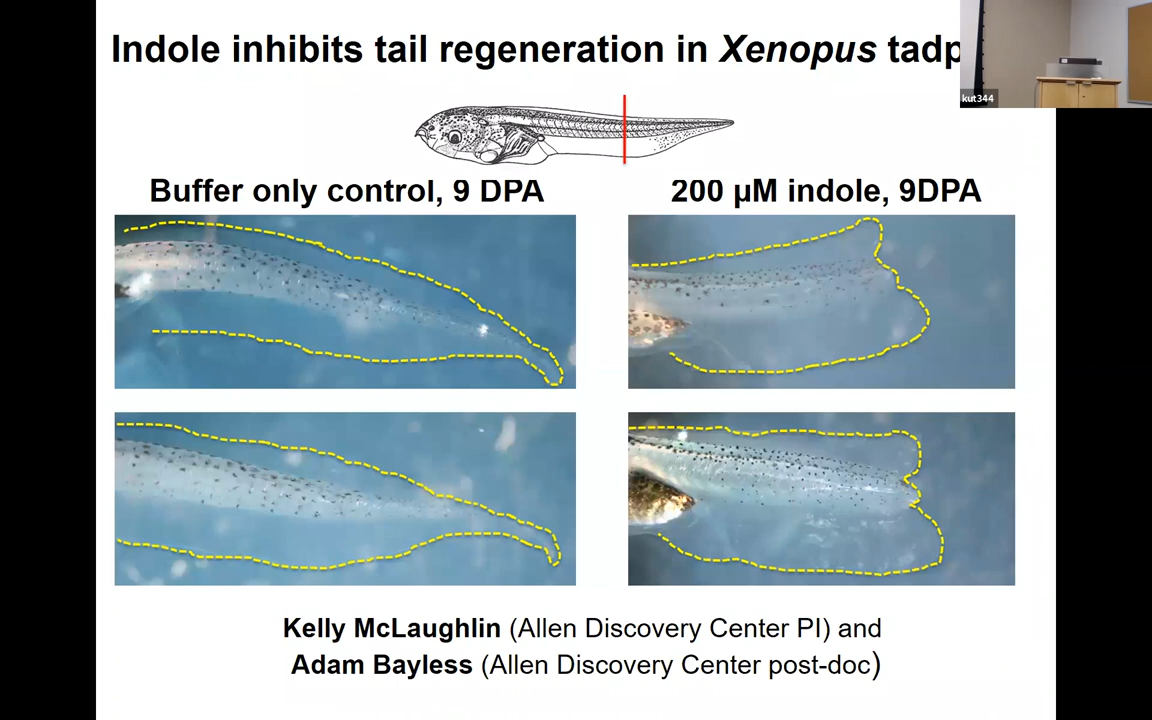 Indole inhibits tail regeneration in Xenopus tadp
kut344
Buffer only control, 9 DPA
200 µM indole, 9DPA
Kelly McLaughlin (Allen Discovery Center PI) and
Adam Bayless (Allen Discovery Center post-doc)